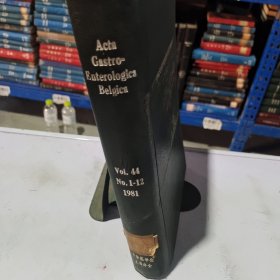 Acta
Gastro-
Enterologica
Belgica
Vol. 44
No. 1-12
1981